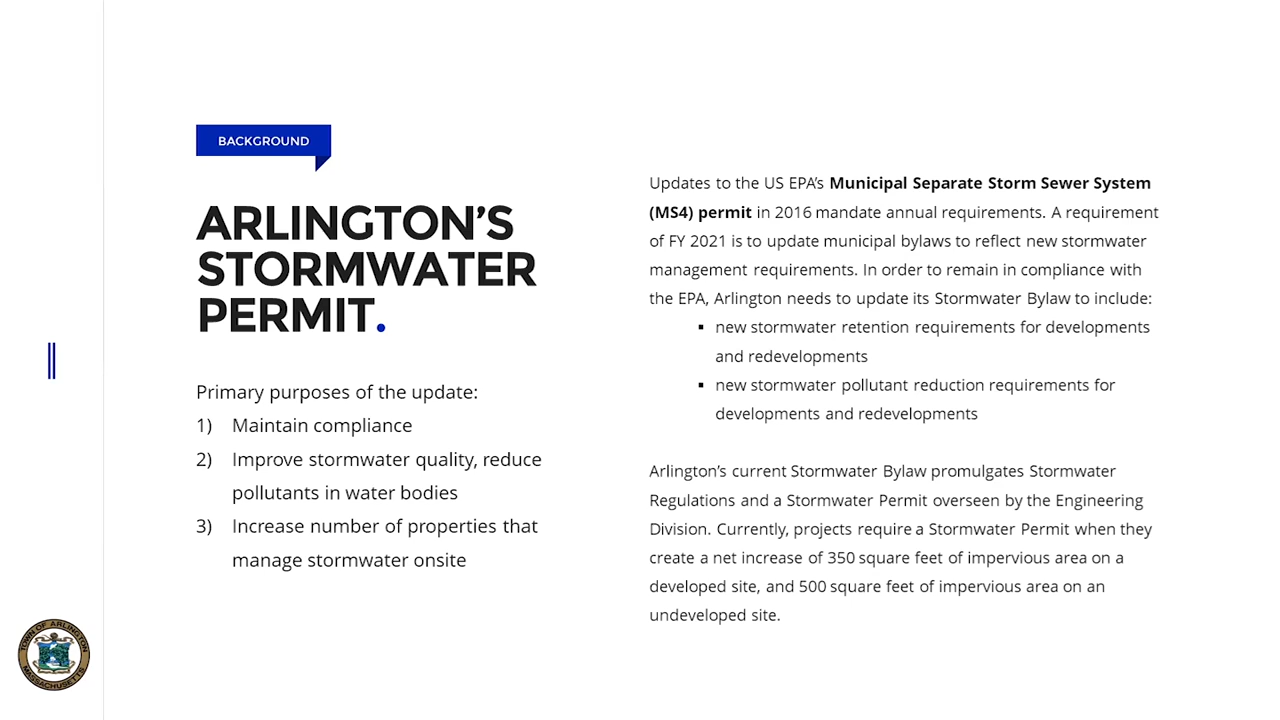 BACKGROUND
ARLINGTON’S
STORMWATER
PERMIT.
Primary purposes of the update:
1) Maintain compliance
2) Improve stormwater quality, reduce
pollutants in water bodies
3) Increase number of properties that
manage stormwater onsite
Updates to the US EPA’s Municipal Separate Storm Sewer System
(MS4) permit in 2016 mandate annual requirements. A requirement
of FY 2021 is to update municipal bylaws to reflect new stormwater
management requirements. In order to remain in compliance with
the EPA, Arlington needs to update its Stormwater Bylaw to include:
▪ new stormwater retention requirements for developments
and redevelopments
▪ new stormwater pollutant reduction requirements for
developments and redevelopments
Arlington’s current Stormwater Bylaw promulgates Stormwater
Regulations and a Stormwater Permit overseen by the Engineering
Division. Currently, projects require a Stormwater Permit when they
create a net increase of 350 square feet of impervious area on a
developed site, and 500 square feet of impervious area on an
undeveloped site.
TOWN OF ARLINGTON
MASSACHUSETTS